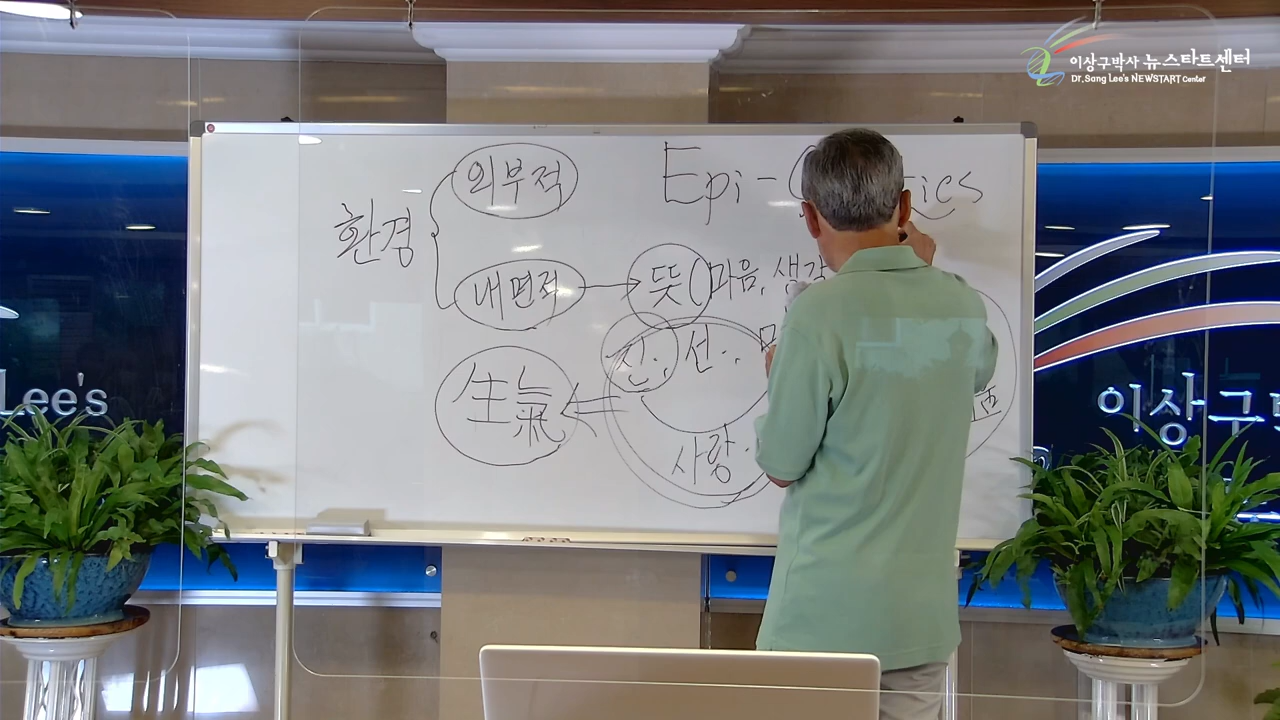 이상구박사 뉴스타트센터
Dr. Sang Lee's NEWSTART Center
외부적
Epi-
ics
환경
내면적
뜻(마음, 생각
진. 선.
生氣
사랑.
Lee's
이상구